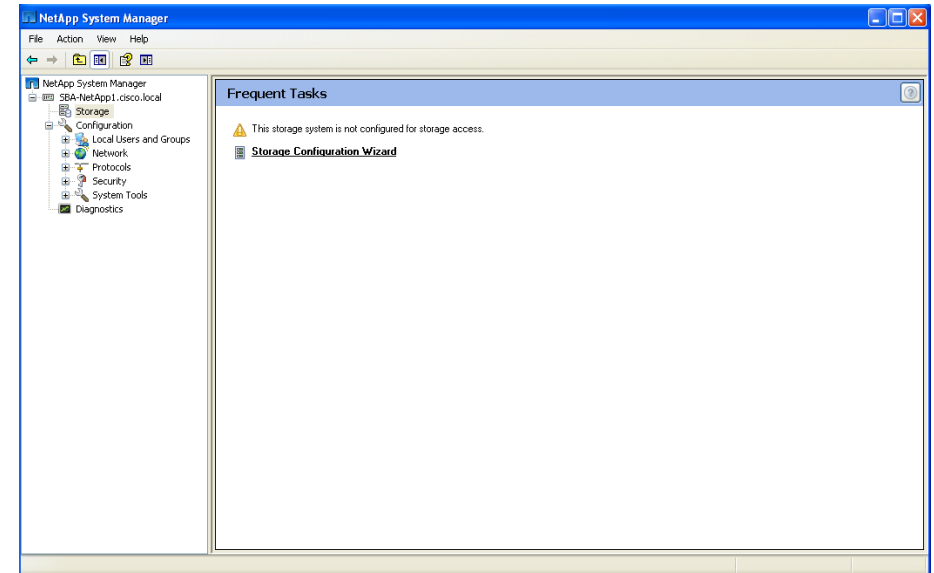 NetApp System Manager
File Action View Help
NetApp System Manager
SBA-NetApp1.cisco.local
Storage
Configuration
Local Users and Groups
Network
Protocols
Security
System Tools
Diagnostics
Frequent Tasks
This storage system is not configured for storage access.
Storage Configuration Wizard